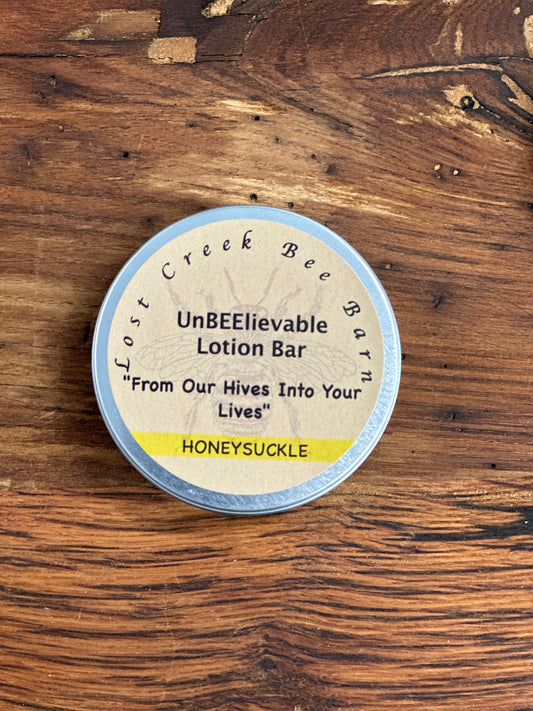 Lost Creek Bee Barn
UnBEElievable
Lotion Bar
"From Our Hives Into Your
Lives"
HONEYSUCKLE